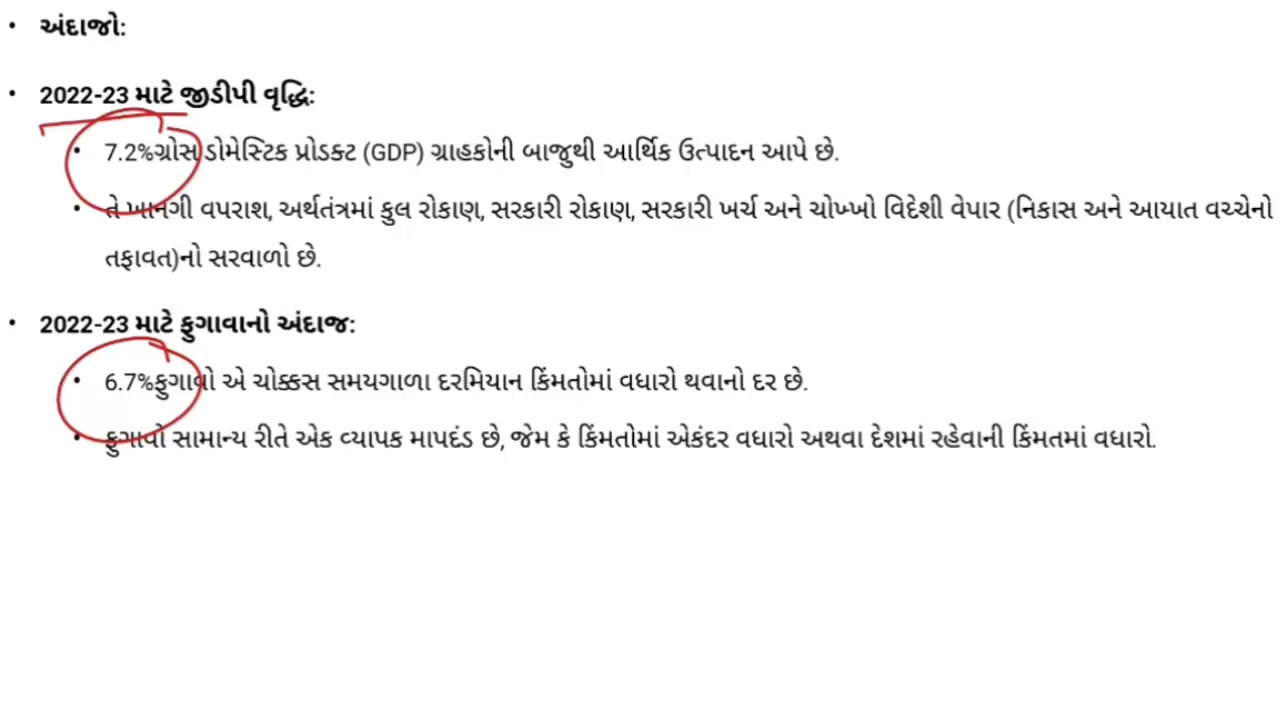 • અંદાજો:
• 2022-23 માટે જીડીપી વૃદ્ધિ:
• 7.2%ગ્રોસ ડોમેસ્ટિક પ્રોડક્ટ (GDP) ગ્રાહકોની બાજુથી આર્થિક ઉત્પાદન આપે છે.
• તે ખાનગી વપરાશ, અર્થતંત્રમાં કુલ રોકાણ, સરકારી રોકાણ, સરકારી ખર્ચ અને ચોખ્ખો વિદેશી વેપાર (નિકાસ અને આયાત વચ્ચેનો
તફાવત)નો સરવાળો છે.
• 2022-23 માટે ફુગાવાનો અંદાજ:
• 6.7%ફુગાવો એ ચોક્કસ સમયગાળા દરમિયાન કિંમતોમાં વધારો થવાનો દર છે.
• ફુગાવો સામાન્ય રીતે એક વ્યાપક માપદંડ છે, જેમ કે કિંમતોમાં એકંદર વધારો અથવા દેશમાં રહેવાની કિંમતમાં વધારો.